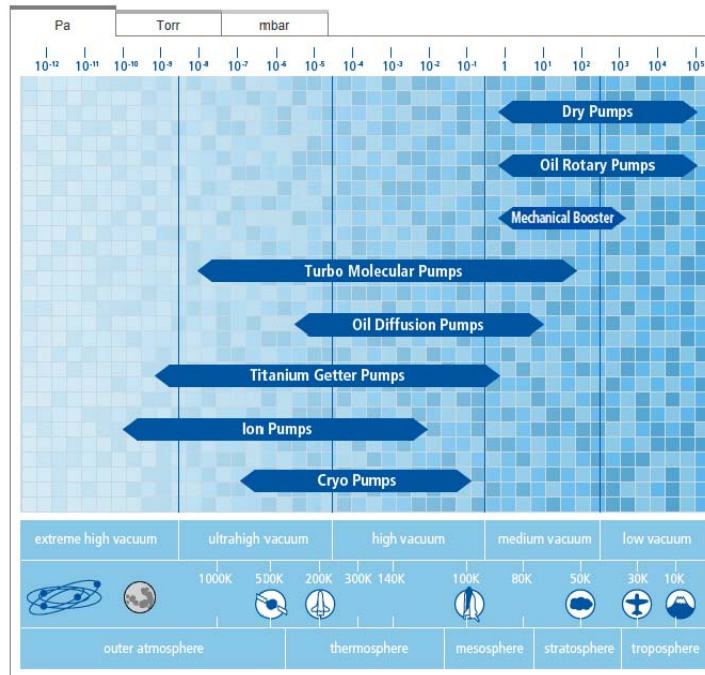 Pa Torr mbar
10-12 10-11 10-10 10-9 10-8 10-7 10-6 10-5 10-4 10-3 10-2 10-1 1 10¹ 10² 10³ 10⁴ 10⁵
Dry Pumps
Oil Rotary Pumps
Mechanical Booster
Turbo Molecular Pumps
Oil Diffusion Pumps
Titanium Getter Pumps
Ion Pumps
Cryo Pumps
extreme high vacuum ultrahigh vacuum high vacuum medium vacuum low vacuum
1000K 500K 200K 300K 140K 100K 80K 50K 30K 10K
outer atmosphere thermosphere mesosphere stratosphere troposphere